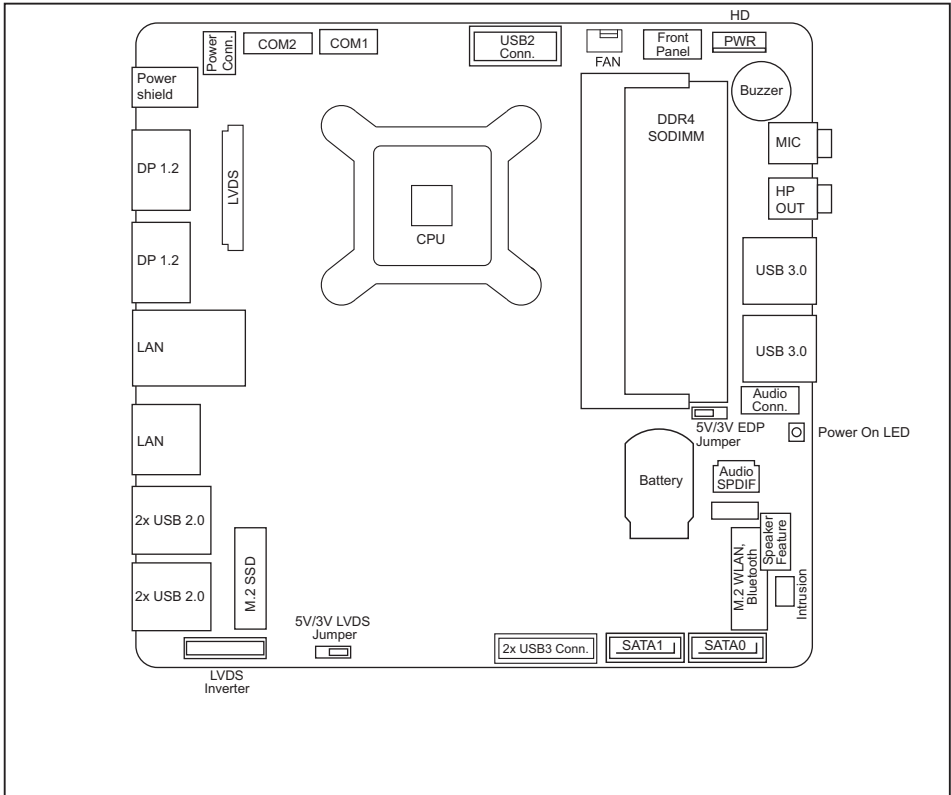 HD
Power
Conn.
COM2
COM1
USB2
Conn.
FAN
Front
Panel
PWR
Power
shield
Buzzer
DP 1.2
LVDS
DDR4
SODIMM
MIC
HP
OUT
CPU
DP 1.2
USB 3.0
LAN
USB 3.0
Audio
Conn.
5V/3V EDP
Jumper
Power On LED
LAN
Battery
Audio
SPDIF
2x USB 2.0
M.2 SSD
Speaker
Feature
M.2 WLAN,
Bluetooth
Intrusion
2x USB 2.0
5V/3V LVDS
Jumper
2x USB3 Conn.
SATA1
SATA0
LVDS
Inverter